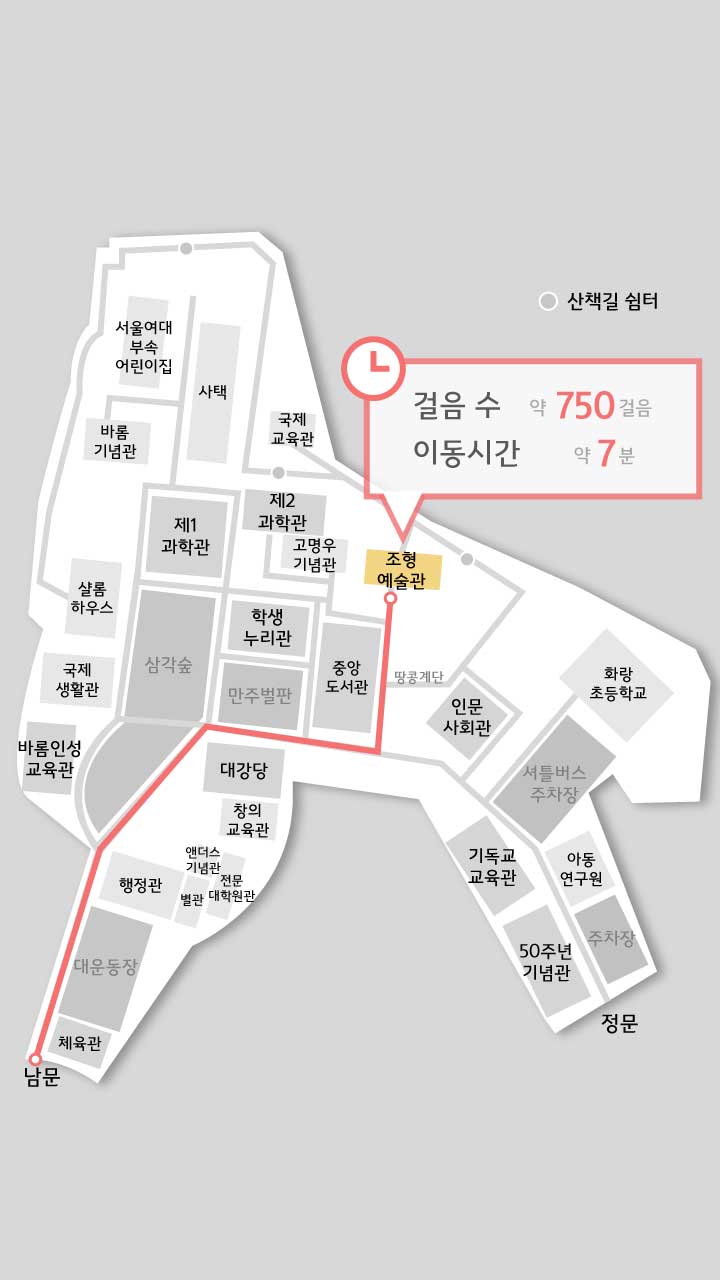 산책길 쉼터
걸음 수 약 750 걸음
이동시간 약 7 분
서울여대
부속
어린이집
사택
국제
교육관
바롬
기념관
제1
과학관
제2
과학관
고명우
기념관
조형
예술관
샬롬
하우스
삼각숲
학생
누리관
중앙
도서관
땅콩계단
화랑
초등학교
국제
생활관
만주벌판
인문
사회관
바롬인성
교육관
대강당
셔틀버스
주차장
창의
교육관
앤더스
기념관
행정관
별관
전문
대학원관
기독교
교육관
아동
연구원
대운동장
50주년
기념관
주차장
체육관
정문
남문